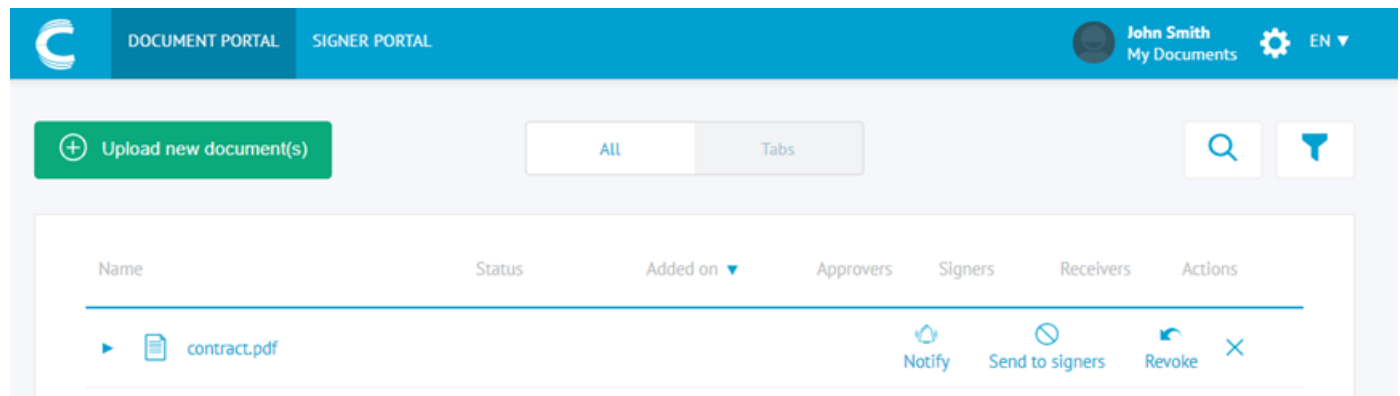 DOCUMENT PORTAL SIGNER PORTAL John Smith EN
My Documents
Upload new document(s) All Tabs
Name Status Added on Approvers Signers Receivers Actions
contract.pdf Notify Send to signers Revoke